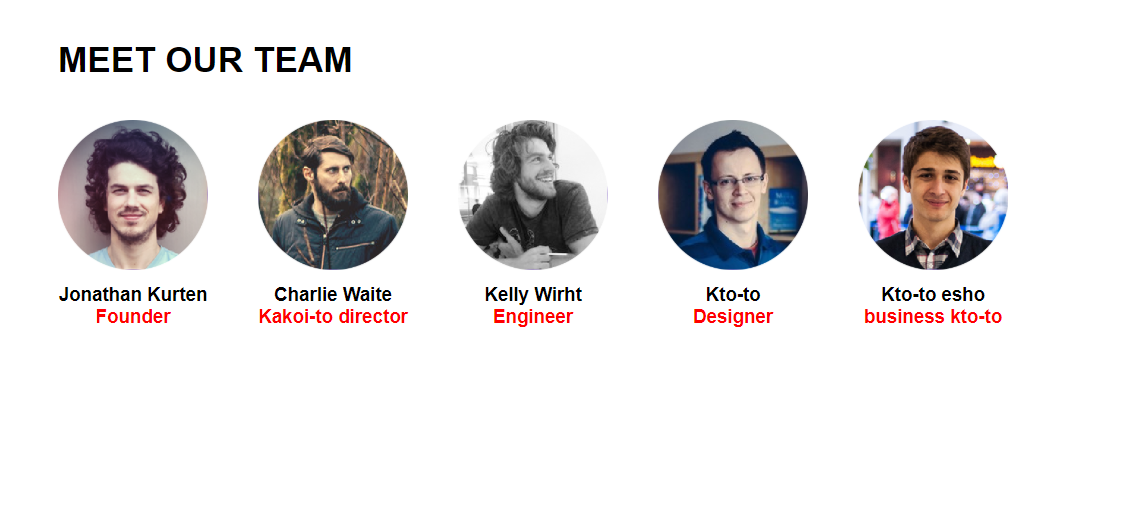 MEET OUR TEAM
Jonathan Kurten
Founder
Charlie Waite
Kakoi-to director
Kelly Wirht
Engineer
Kto-to
Designer
Kto-to esho
business kto-to